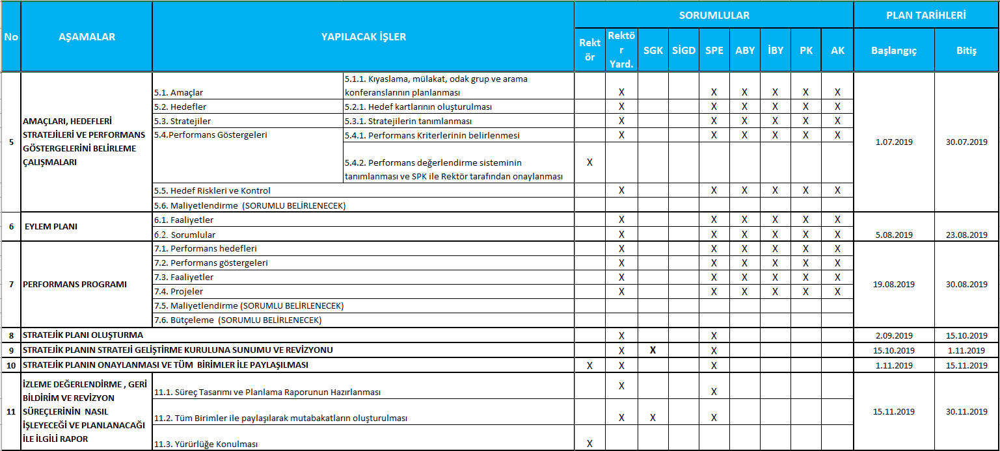 No AŞAMALAR YAPILACAK İŞLER SORUMLULAR PLAN TARİHLERİ
Rekt
ör
Rektö
r
Yard.
SGK SİGD SPE ABY İBY PK AK Başlangıç Bitiş
5
AMAÇLARI, HEDEFLERİ
STRATEJİLERİ VE PERFORMANS
GÖSTERGELERİNİ BELİRLEME
ÇALIŞMALARI
5.1. Amaçlar
5.1.1. Kıyaslama, mülakat, odak grup ve arama
konferanslarının planlanması
X X X X X X
5.2. Hedefler 5.2.1. Hedef kartlarının oluşturulması X X X X X X
5.3. Stratejiler 5.3.1. Stratejilerin tanımlanması X X X X X X
5.4.Performans Göstergeleri 5.4.1. Performans Kriterlerinin belirlenmesi X X X X X X
5.4.2. Performans değerlendirme sisteminin
tanımlanması ve SPK ile Rektör tarafından onaylanması
X
5.5. Hedef Riskleri ve Kontrol X X X X X X
5.6. Maliyetlendirme (SORUMLU BELİRLENECEK)
1.07.2019 30.07.2019
6 EYLEM PLANI
6.1. Faaliyetler X X X X X X
6.2. Sorumlular X X X X X X
5.08.2019 23.08.2019
7 PERFORMANS PROGRAMI
7.1. Performans hedefleri X X X X X X
7.2. Performans göstergeleri X X X X X X
7.3. Faaliyetler X X X X X X
7.4. Projeler X X X X X X
7.5. Maliyetlendirme (SORUMLU BELİRLENECEK)
7.6. Bütçeleme (SORUMLU BELİRLENECEK)
19.08.2019 30.08.2019
8 STRATEJİK PLANI OLUŞTURMA X X 2.09.2019 15.10.2019
9 STRATEJİK PLANIN STRATEJİ GELİŞTİRME KURULUNA SUNUMU VE REVİZYONU X X X 15.10.2019 1.11.2019
10 STRATEJİK PLANIN ONAYLANMASI VE TÜM BİRİMLER İLE PAYLAŞILMASI X X X 1.11.2019 15.11.2019
11
İZLEME DEĞERLENDİRME , GERİ
BİLDİRİM VE REVİZYON
SÜREÇLERİNİN NASIL
İŞLEYECEĞİ VE PLANLANACAĞI
İLE İLGİLİ RAPOR
11.1. Süreç Tasarımı ve Planlama Raporunun Hazırlanması X X
11.2. Tüm Birimler ile paylaşılarak mutabakatların oluşturulması X X X
11.3. Yürürlüğe Konulması X
15.11.2019 30.11.2019